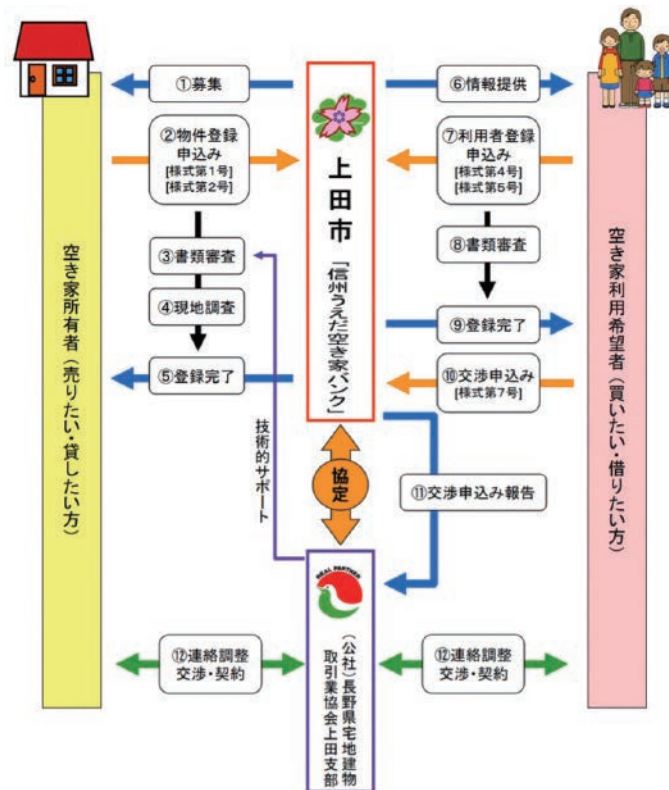 ①募集
②物件登録
申込み
[様式第1号]
[様式第2号]
③書類審査
④現地調査
⑤登録完了
空き家所有者（売りたい・貸したい方）
上田市
「信州うえだ空き家バンク」
⑥情報提供
⑦利用者登録
申込み
[様式第4号]
[様式第5号]
⑧書類審査
⑨登録完了
⑩交渉申込み
[様式第7号]
空き家利用希望者（買いたい・借りたい方）
技術的サポート
協定
⑪交渉申込み報告
REAL PARTNER
（公社）長野県宅地建物
取引業協会上田支部
⑫連絡調整
交渉・契約
⑫連絡調整
交渉・契約